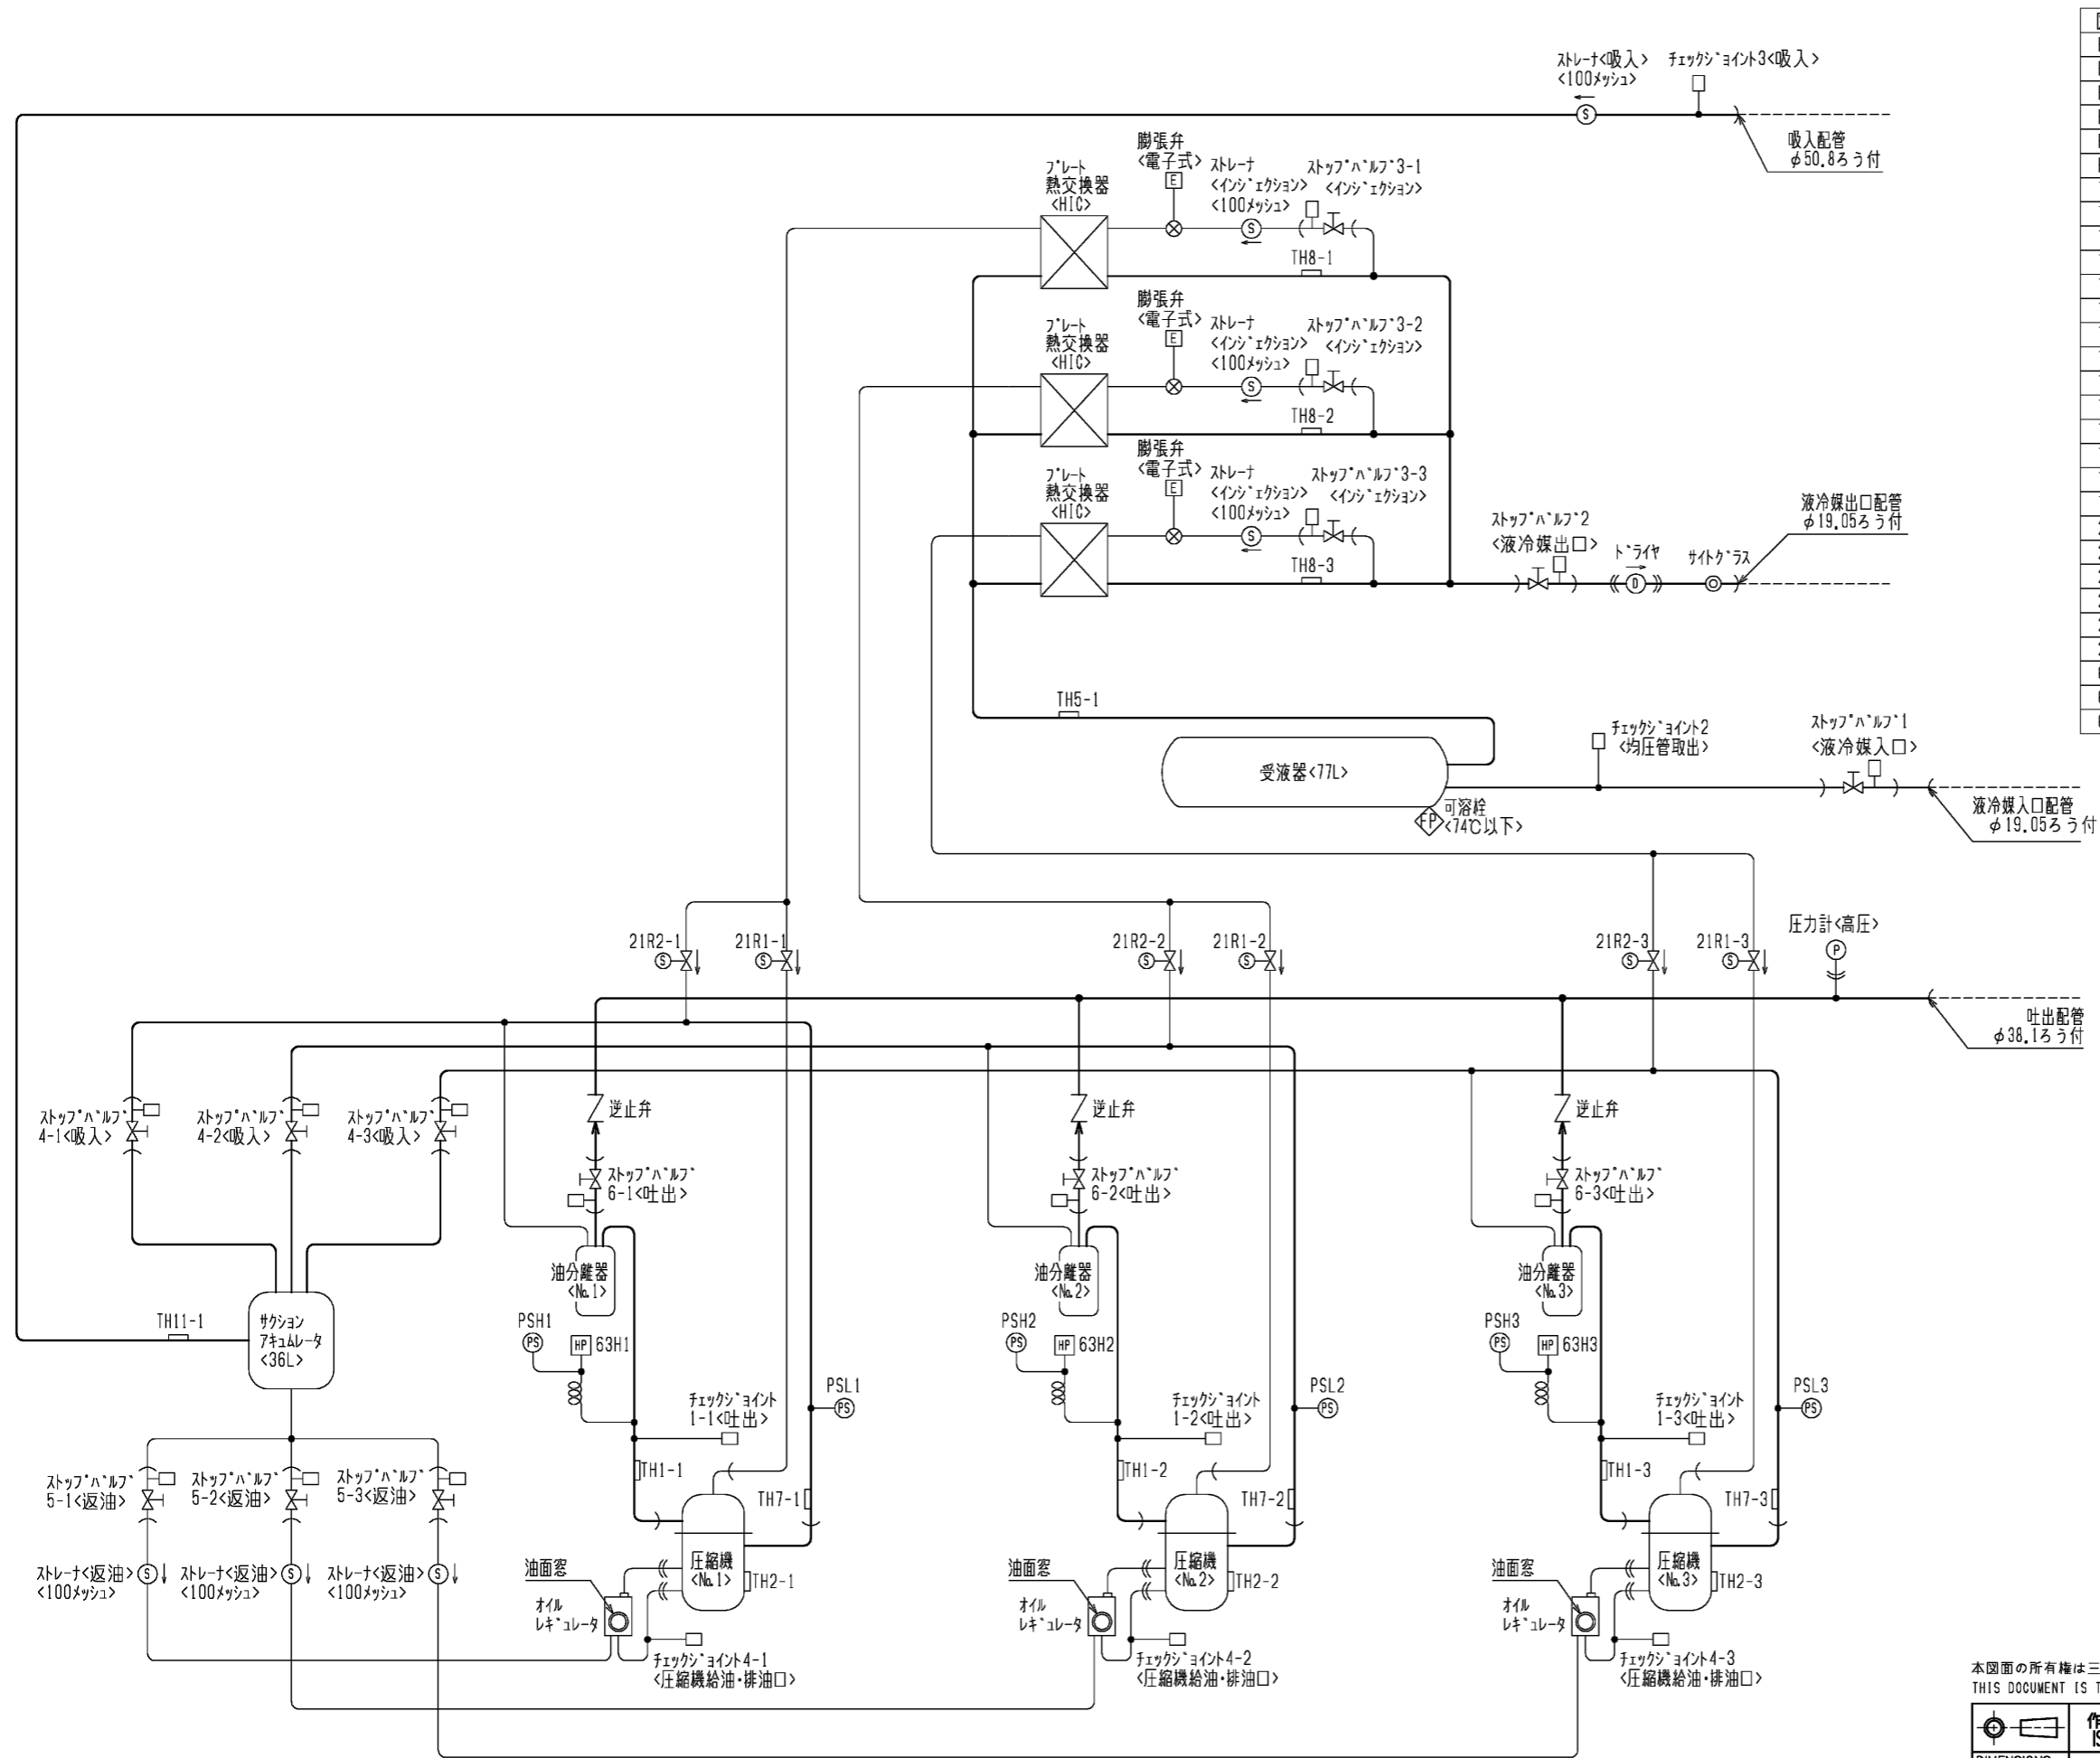 ストレーナ<吸入>
<100メッシュ>
チェックジョイント3<吸入>
吸入配管
φ50.8ろう付
プレート
熱交換器
<HIC>
膨張弁
<電子式>
E
ストレーナ
<インジェクション>
<100メッシュ>
ストップバルブ3-1
<インジェクション>
S
TH8-1
プレート
熱交換器
<HIC>
膨張弁
<電子式>
E
ストレーナ
<インジェクション>
<100メッシュ>
ストップバルブ3-2
<インジェクション>
S
TH8-2
プレート
熱交換器
<HIC>
膨張弁
<電子式>
E
ストレーナ
<インジェクション>
<100メッシュ>
ストップバルブ3-3
<インジェクション>
S
TH8-3
ストップバルブ2
<液冷媒出口>
ドライヤ
D
サイトグラス
液冷媒出口配管
φ19.05ろう付
TH5-1
受液器<77L>
FP
可溶栓
<74℃以下>
チェックジョイント2
<均圧管取出>
ストップバルブ1
<液冷媒入口>
液冷媒入口配管
φ19.05ろう付
21R2-1
S
21R1-1
S
21R2-2
S
21R1-2
S
21R2-3
S
21R1-3
S
圧力計<高圧>
P
吐出配管
φ38.1ろう付
ストップバルブ
4-1<吸入>
ストップバルブ
4-2<吸入>
ストップバルブ
4-3<吸入>
逆止弁
逆止弁
逆止弁
ストップバルブ
6-1<吐出>
ストップバルブ
6-2<吐出>
ストップバルブ
6-3<吐出>
油分離器
<No.1>
油分離器
<No.2>
油分離器
<No.3>
TH11-1
サクション
アキュムレータ
<36L>
PSH1
PS
HP 63H1
PSH2
PS
HP 63H2
PSH3
PS
HP 63H3
チェックジョイント
1-1<吐出>
PSL1
PS
チェックジョイント
1-2<吐出>
PSL2
PS
チェックジョイント
1-3<吐出>
PSL3
PS
ストップバルブ
5-1<返油>
ストップバルブ
5-2<返油>
ストップバルブ
5-3<返油>
TH1-1
TH7-1
TH1-2
TH7-2
TH1-3
TH7-3
ストレーナ<返油>
<100メッシュ>
S
ストレーナ<返油>
<100メッシュ>
S
ストレーナ<返油>
<100メッシュ>
S
油面窓
オイル
レギュレータ
圧縮機
<No.1>
TH2-1
油面窓
オイル
レギュレータ
圧縮機
<No.2>
TH2-2
油面窓
オイル
レギュレータ
圧縮機
<No.3>
TH2-3
チェックジョイント4-1
<圧縮機給油・排油口>
チェックジョイント4-2
<圧縮機給油・排油口>
チェックジョイント4-3
<圧縮機給油・排油口>
本図面の所有権は三
THIS DOCUMENT IS T